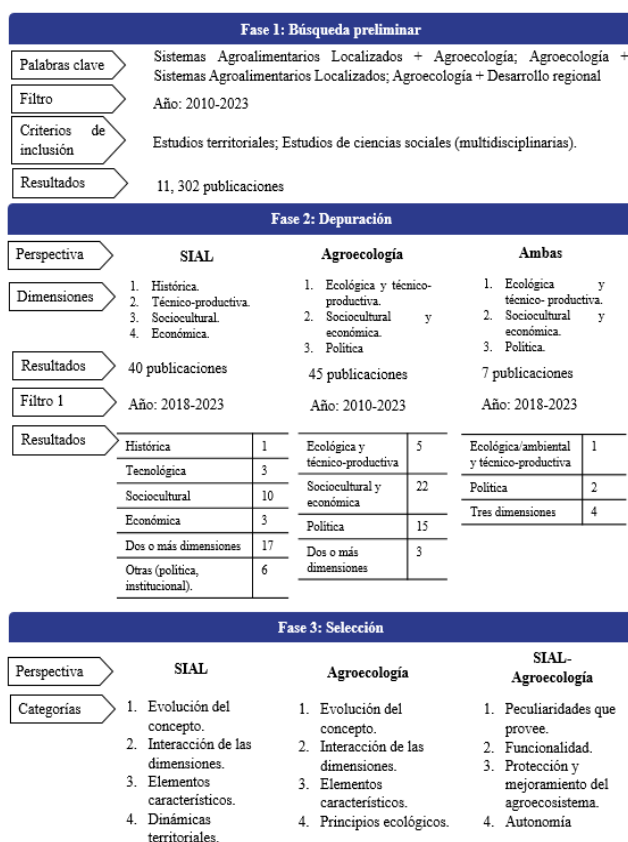 Fase 1: Búsqueda preliminar
Palabras clave
Sistemas Agroalimentarios Localizados + Agroecología; Agroecología +
Sistemas Agroalimentarios Localizados; Agroecología + Desarrollo regional
Filtro
Año: 2010-2023
Criterios de
inclusión
Estudios territoriales; Estudios de ciencias sociales (multidisciplinarias).
Resultados
11, 302 publicaciones
Fase 2: Depuración
Perspectiva
SIAL
Agroecología
Ambas
Dimensiones
1. Histórica.
2. Técnico-productiva.
3. Sociocultural.
4. Económica.
1. Ecológica y técnico-
productiva.
2. Sociocultural y
económica.
3. Política
1. Ecológica y
técnico- productiva.
2. Sociocultural y
económica.
3. Política.
Resultados
40 publicaciones
45 publicaciones
7 publicaciones
Filtro 1
Año: 2018-2023
Año: 2010-2023
Año: 2018-2023
Resultados
Histórica 1
Tecnológica 3
Sociocultural 10
Económica 3
Dos o más dimensiones 17
Otras (política,
institucional). 6
Ecológica y
técnico-productiva 5
Sociocultural y
económica 22
Política 15
Dos o más
dimensiones 3
Ecológica/ambiental
y técnico-productiva 1
Política 2
Tres dimensiones 4
Fase 3: Selección
Perspectiva
SIAL
Agroecología
SIAL-
Agroecología
Categorías
1. Evolución del
concepto.
2. Interacción de las
dimensiones.
3. Elementos
característicos.
4. Dinámicas
territoriales.
1. Evolución del
concepto.
2. Interacción de las
dimensiones.
3. Elementos
característicos.
4. Principios ecológicos.
1. Peculiaridades que
provee.
2. Funcionalidad.
3. Protección y
mejoramiento del
agroecosistema.
4. Autonomía